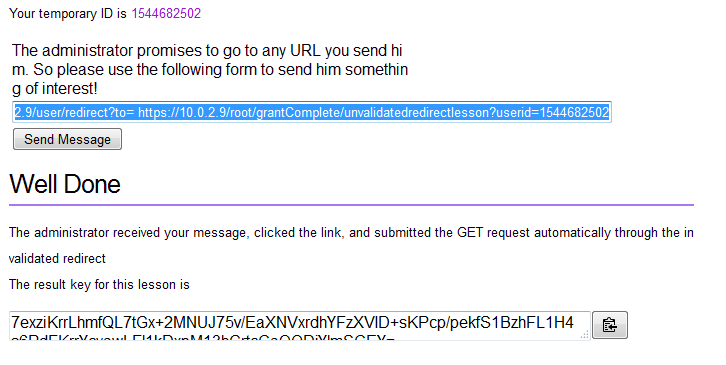 Your temporary ID is 1544682502
The administrator promises to go to any URL you send hi
m. So please use the following form to send him somethin
g of interest!
2.9/user/redirect?to= https://10.0.2.9/root/grantComplete/unvalidatedredirectlesson?userid=1544682502
Send Message
Well Done
The administrator received your message, clicked the link, and submitted the GET request automatically through the in
validated redirect
The result key for this lesson is
7exziKrrLhmfQL7tGx+2MNUJ75v/EaXNVxrdhYFzXVID+sKPcp/pekfS1BzhFL1H4